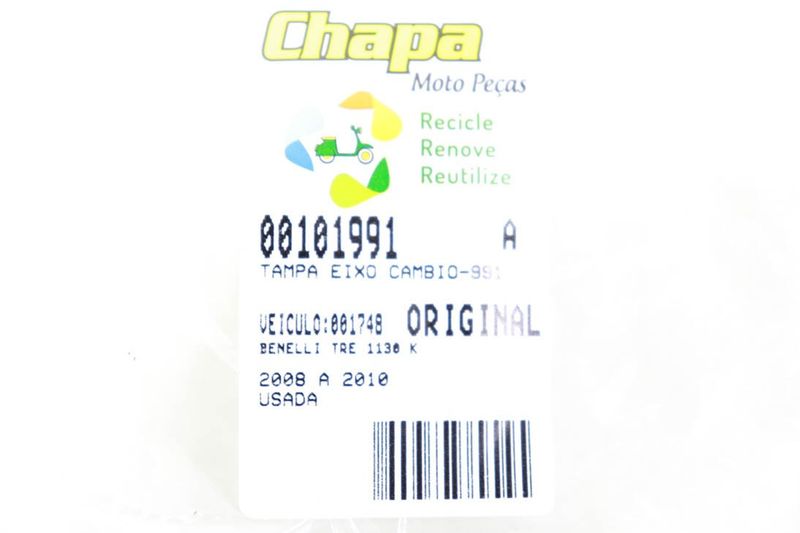 Chapa
Moto Peças
Recicle
Renove
Reutilize
00101991 A
TAMPA EIXO CAMBIO-991
VEICULO:001748 ORIGINAL
BENELLI TRE 1130 K
2008 A 2010
USADA